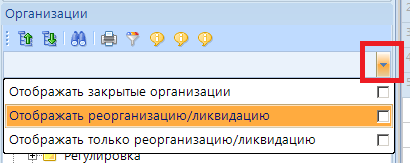 Организации
Отображать закрытые организации
Отображать реорганизацию/ликвидацию
Отображать только реорганизацию/ликвидацию
Регулировка